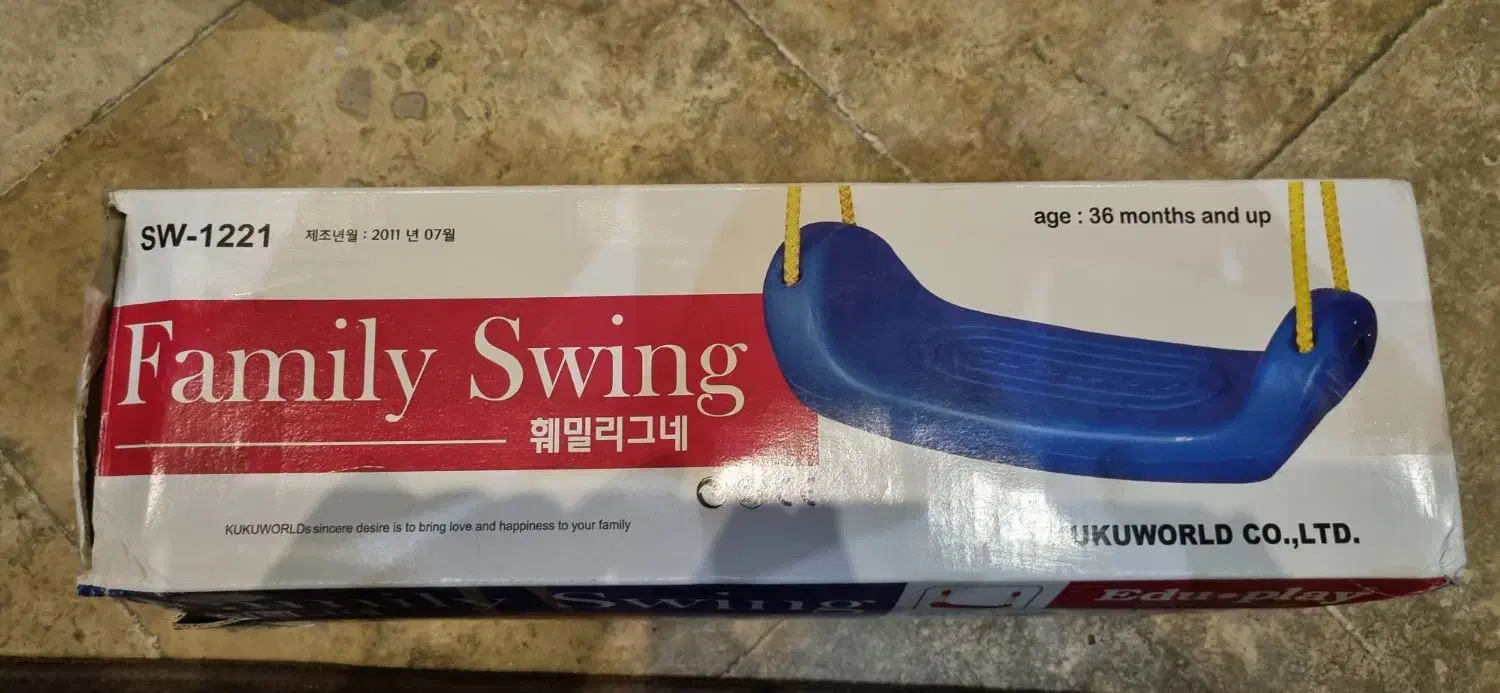 SW-1221
제조년월 : 2011 년 07월
age : 36 months and up
Family Swing
훼밀리그네
KUKUWORLDs sincere desire is to bring love and happiness to your family
UKUWORLD CO.,LTD.
Family Swing
Edu•play